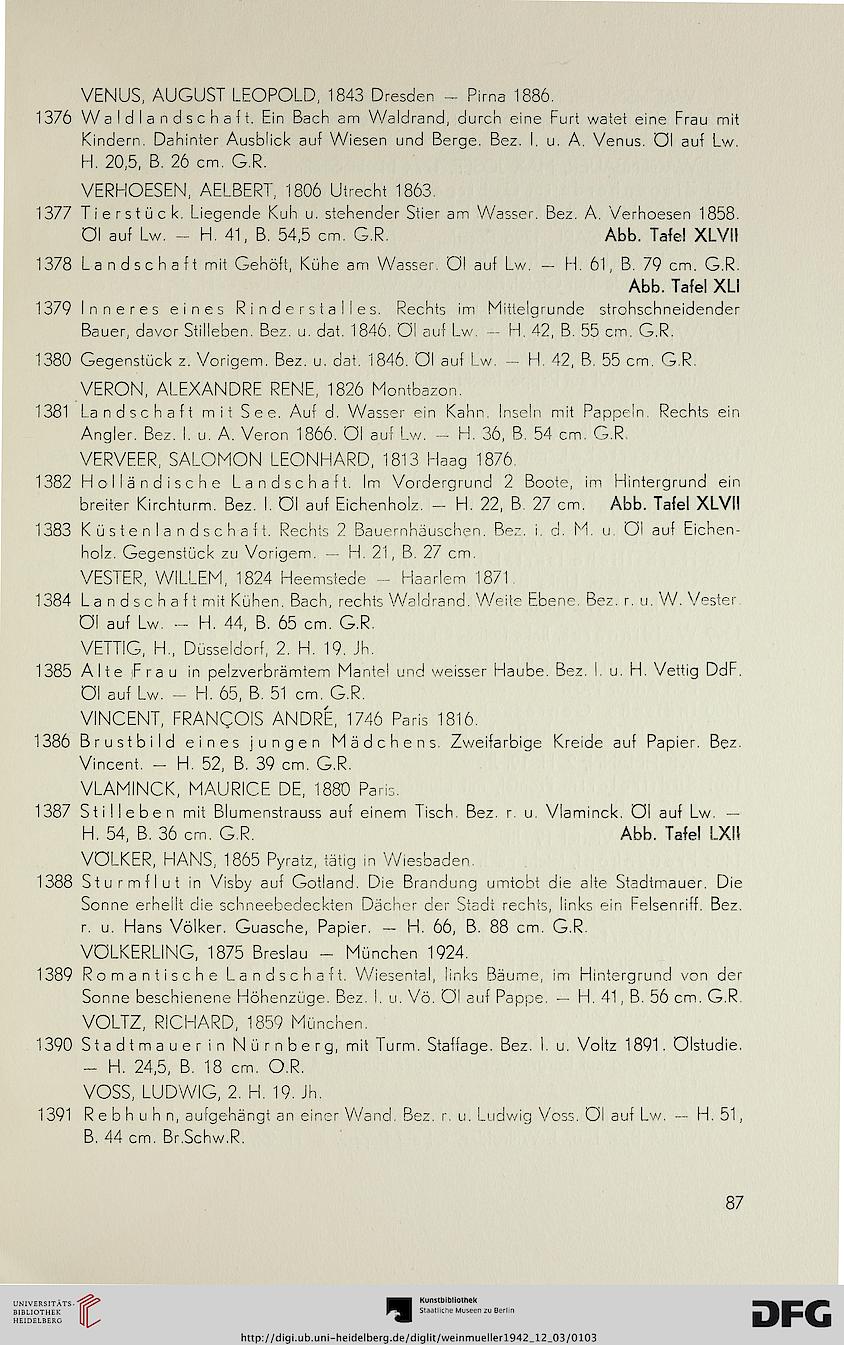 VENUS, AUGUST LEOPOLD, 1843 Dresden — Pirna 1886.
1376 Waldlandschaft. Ein Bach am Waldrand, durch eine Furt watet eine Frau mit
Kindern. Dahinter Ausblick auf Wiesen und Berge. Bez. l. u. A. Venus. Öl auf Lw.
H. 20,5, B. 26 cm. G.R.
VERHOESEN, AELBERT, 1806 Utrecht 1863.
1377 Tierstück. Liegende Kuh u. stehender Stier am Wasser. Bez. A. Verhoesen 1858.
Öl auf Lw. — H. 41, B. 54,5 cm. G.R. Abb. Tafel XLVII
1378 Landschaft mit Gehöft, Kühe am Wasser. Öl auf Lw. — H. 61, B. 79 cm. G.R.
Abb. Tafel XLI
1379 Inneres eines Rinderstalles. Rechts im Mittelgrunde strohschneidender
Bauer, davor Stilleben. Bez. u. dat. 1846. Öl auf Lw. — H. 42, B. 55 cm. G.R.
1380 Gegenstück z. Vorigem. Bez. u. dat. 1846. Öl auf Lw. — H. 42, B. 55 cm. G.R.
VERON, ALEXANDRE RENE, 1826 Montbazon.
1381 Landschaft mit See. Auf d. Wasser ein Kahn. Inseln mit Pappeln. Rechts ein
Angler. Bez. l. u. A. Veron 1866. Öl auf Lw. — H. 36, B. 54 cm. G.R.
VERVEER, SALOMON LEONHARD, 1813 Haag 1876.
1382 Holländische Landschaft. Im Vordergrund 2 Boote, im Hintergrund ein
breiter Kirchturm. Bez. l. Öl auf Eichenholz. — H. 22, B. 27 cm. Abb. Tafel XLVII
1383 Küstenlandschaft. Rechts 2 Bauernhäuschen. Bez. i. d. M. u. Öl auf Eichen-
holz. Gegenstück zu Vorigem. — H. 21, B. 27 cm.
VESTER, WILLEM, 1824 Heemstede — Haarlem 1871.
1384 Landschaft mit Kühen. Bach, rechts Waldrand. Weite Ebene. Bez. r. u. W. Vester.
Öl auf Lw. — H. 44, B. 65 cm. G.R.
VETTIG, H., Düsseldorf, 2. H. 19. Jh.
1385 Alte Frau in pelzverbrämtem Mantel und weisser Haube. Bez. l. u. H. Vettig DdF.
Öl auf Lw. — H. 65, B. 51 cm. G.R.
VINCENT, FRANÇOIS ANDRÉ, 1746 Paris 1816.
1386 Brustbild eines jungen Mädchens. Zweifarbige Kreide auf Papier. Bez.
Vincent. — H. 52, B. 39 cm. G.R.
VLAMINCK, MAURICE DE, 1880 Paris.
1387 Stilleben mit Blumenstrauss auf einem Tisch. Bez. r. u. Vlaminck. Öl auf Lw. —
H. 54, B. 36 cm. G.R. Abb. Tafel LXII
VÖLKER, HANS, 1865 Pyratz, tätig in Wiesbaden.
1388 Sturmflut in Visby auf Gotland. Die Brandung umtobt die alte Stadtmauer. Die
Sonne erhellt die schneebedeckten Dächer der Stadt rechts, links ein Felsenriff. Bez.
r. u. Hans Völker. Guasche, Papier. — H. 66, B. 88 cm. G.R.
VÖLKERLING, 1875 Breslau — München 1924.
1389 Romantische Landschaft. Wiesental, links Bäume, im Hintergrund von der
Sonne beschienene Höhenzüge. Bez. l. u. Vö. Öl auf Pappe. — H. 41, B. 56 cm. G.R.
VOLTZ, RICHARD, 1859 München.
1390 Stadtmauer in Nürnberg, mit Turm. Staffage. Bez. l. u. Voltz 1891. Ölstudie.
— H. 24,5, B. 18 cm. O.R.
VOSS, LUDWIG, 2. H. 19. Jh.
1391 Rebhuhn, aufgehängt an einer Wand. Bez. r. u. Ludwig Voss. Öl auf Lw. — H. 51,
B. 44 cm. Br.Schw.R.
87
UNIVERSITÄTS-
BIBLIOTHEK
HEIDELBERG
Kunstbibliothek
Staatliche Museen zu Berlin
DFG
http://digi.ub.uni-heidelberg.de/diglit/weinmueller1942_12_03/0103